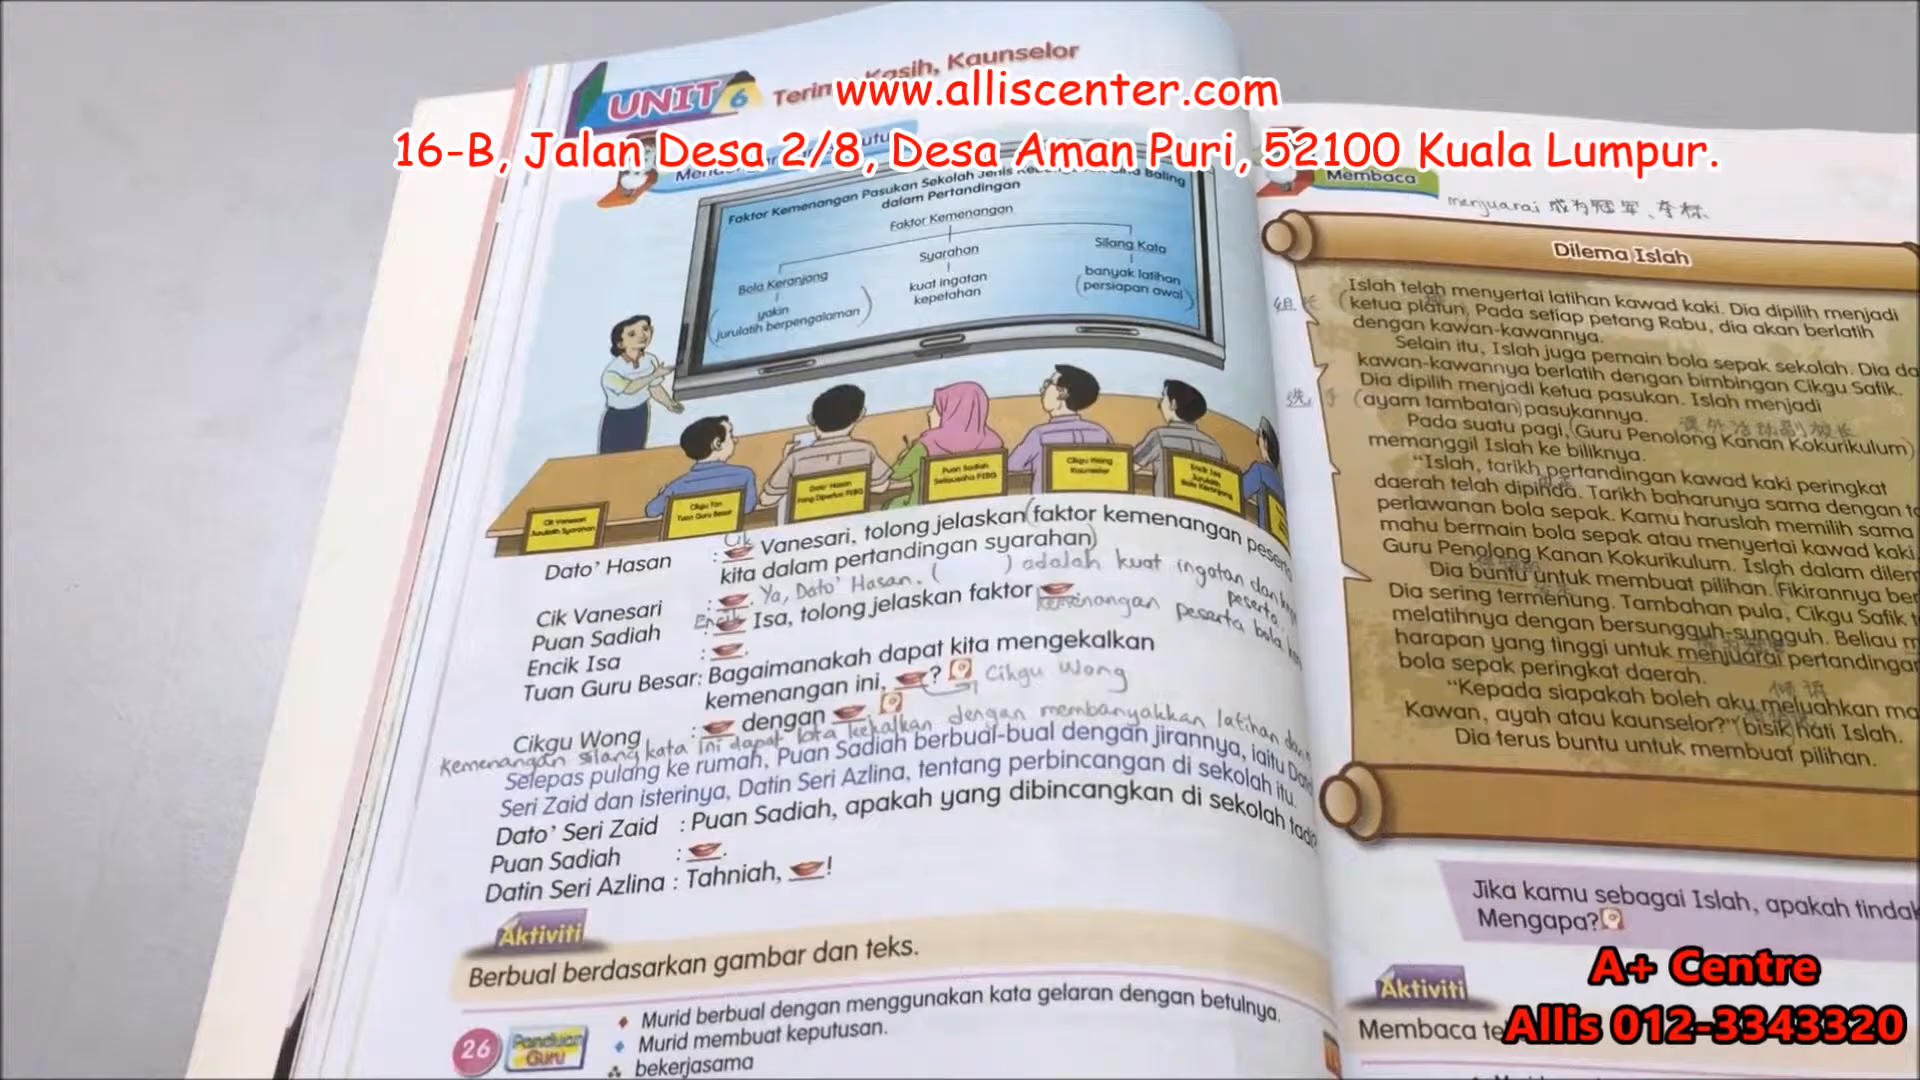 www.alliscenter.com
16-B, Jalan Desa 2/8, Desa Aman Puri, 52100 Kuala Lumpur.
UNIT 6 Kasih, Kaunselor
Faktor Kemenangan Pasukan Sekolah Jenis Baling
dalam Pertandingan
Faktor Kemenangan
Bola Keranjang
yakin
(jurulatih berpengalaman)
Syarahan
kuat ingatan
kepetahan
Silang Kata
banyak latihan
(persiapan awal)
Cik Vanesari
Jurulatih Syarahan
Cikgu Tan
Tuan Guru Besar
Dato' Hasan
Yang Dipertua PIBG
Puan Sadiah
Setiausaha PIBG
Cikgu Wong
Kaunselor
Encik Isa
Jurulatih
Bola Keranjang
Dato' Hasan : Cik Vanesari, tolong jelaskan (faktor kemenangan peserta
kita dalam pertandingan syarahan)
Cik Vanesari : . Ya, Dato' Hasan. ( ) adalah kuat ingatan dan
peserta.
Puan Sadiah : Encik Isa, tolong jelaskan faktor . kemenangan peserta bola
Encik Isa : .
Tuan Guru Besar: Bagaimanakah dapat kita mengekalkan
kemenangan ini, ? Cikgu Wong
Cikgu Wong : dengan .
Kemenangan silang kata ini dapat kita kekalkan dengan membanyakkan latihan dan
Selepas pulang ke rumah, Puan Sadiah berbual-bual dengan jirannya, iaitu Dato'
Seri Zaid dan isterinya, Datin Seri Azlina, tentang perbincangan di sekolah itu.
Dato' Seri Zaid : Puan Sadiah, apakah yang dibincangkan di sekolah tadi?
Puan Sadiah : .
Datin Seri Azlina : Tahniah, !
Aktiviti
Berbual berdasarkan gambar dan teks.
26 Panduan Guru
Murid berbual dengan menggunakan kata gelaran dengan betulnya.
Murid membuat keputusan.
bekerjasama
Membaca
menjuarai 成为冠军、夺标
Dilema Islah
Islah telah menyertai latihan kawad kaki. Dia dipilih menjadi
组长 (ketua platun). Pada setiap petang Rabu, dia akan berlatih
dengan kawan-kawannya.
Selain itu, Islah juga pemain bola sepak sekolah. Dia da
kawan-kawannya berlatih dengan bimbingan Cikgu Safik.
Dia dipilih menjadi ketua pasukan. Islah menjadi
选手 (ayam tambatan) pasukannya.
课外活动副校长
Pada suatu pagi, (Guru Penolong Kanan Kokurikulum)
memanggil Islah ke biliknya.
"Islah, tarikh pertandingan kawad kaki peringkat
daerah telah dipinda. Tarikh baharunya sama dengan ta
perlawanan bola sepak. Kamu haruslah memilih sama
mahu bermain bola sepak atau menyertai kawad kaki
Guru Penolong Kanan Kokurikulum. Islah dalam dilem
Dia buntu untuk membuat pilihan. (Fikirannya ber
Dia sering termenung. Tambahan pula, Cikgu Safik t
melatihnya dengan bersungguh-sungguh. Beliau m
harapan yang tinggi untuk menjuarai pertandingan
bola sepak peringkat daerah.
倾诉
"Kepada siapakah boleh aku meluahkan ma
Kawan, ayah atau kaunselor?" (bisik) hati Islah.
Dia terus buntu untuk membuat pilihan.
Jika kamu sebagai Islah, apakah tindak
Mengapa?
Aktiviti
Membaca te
A+ Centre
Allis 012-3343320